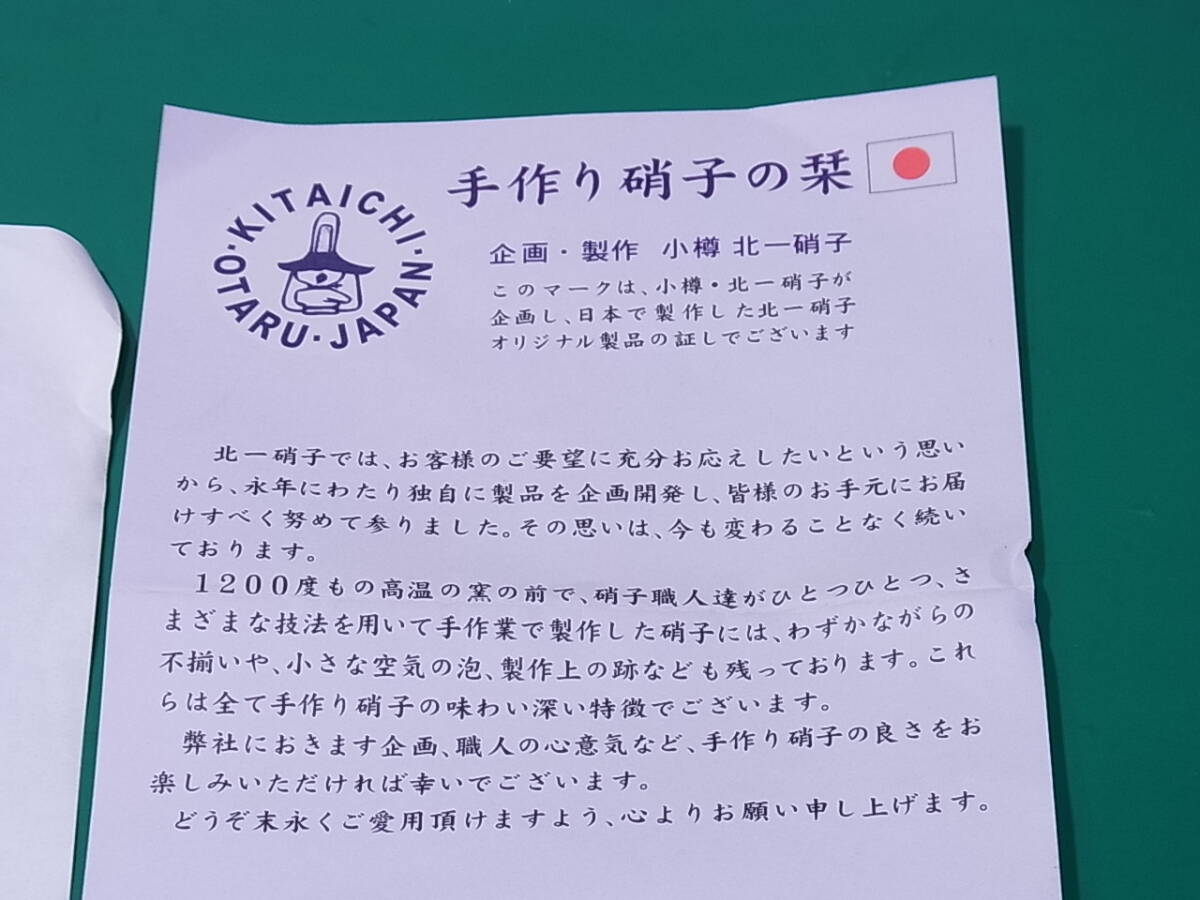 手作り硝子の栞
KITAICHI・OTARU・JAPAN・
企画・製作 小樽 北一硝子
このマークは、小樽・北一硝子が
企画し、日本で製作した北一硝子
オリジナル製品の証しでございます
北一硝子では、お客様のご要望に充分お応えしたいという思い
から、永年にわたり独自に製品を企画開発し、皆様のお手元にお届
けすべく努めて参りました。その思いは、今も変わることなく続い
ております。
1200度もの高温の窯の前で、硝子職人達がひとつひとつ、さ
まざまな技法を用いて手作業で製作した硝子には、わずかながらの
不揃いや、小さな空気の泡、製作上の跡なども残っております。これ
らは全て手作り硝子の味わい深い特徴でございます。
弊社におきます企画、職人の心意気など、手作り硝子の良さをお
楽しみいただければ幸いでございます。
どうぞ末永くご愛用頂けますよう、心よりお願い申し上げます。